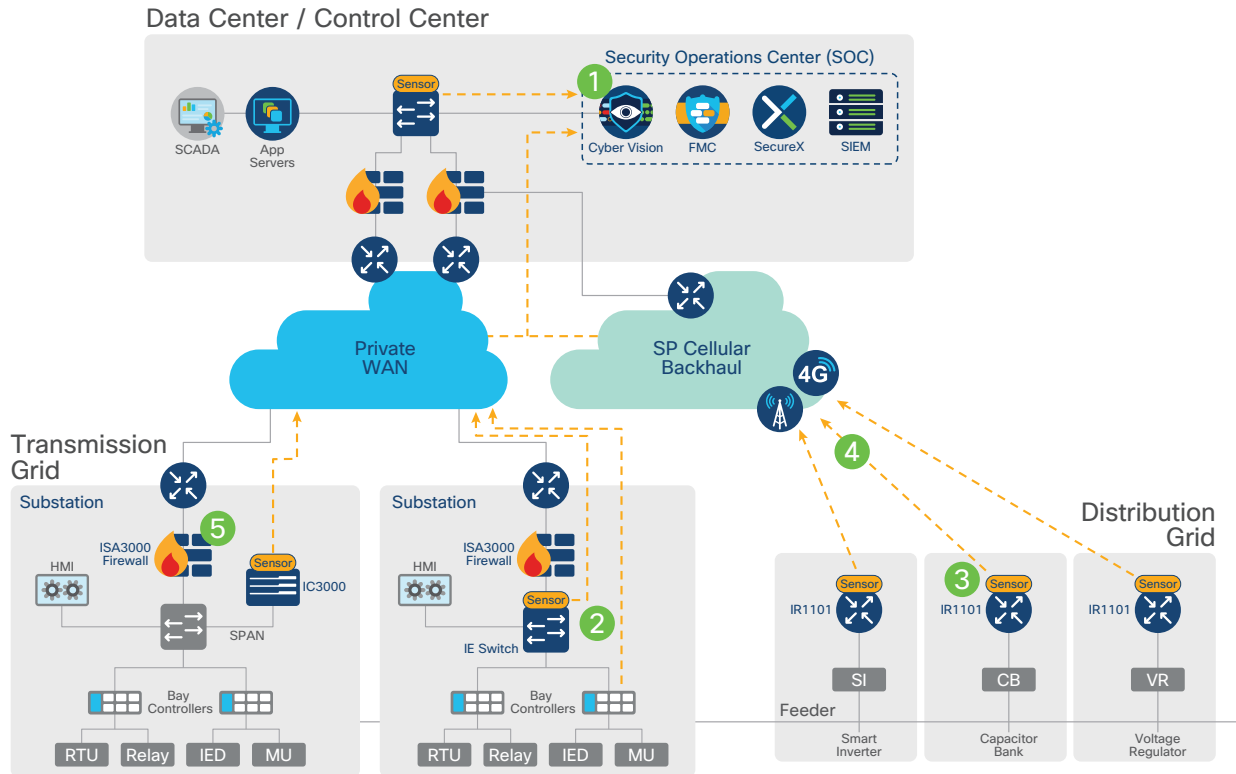 Data Center / Control Center
Security Operations Center (SOC)
1
Sensor
SCADA
App
Servers
Cyber Vision
FMC
SecureX
SIEM
Private
WAN
SP Cellular
Backhaul
4G
Transmission
Grid
4
Distribution
Grid
Substation
5
ISA3000
Firewall
HMI
Sensor
IC3000
SPAN
Bay
Controllers
RTU
Relay
IED
MU
Substation
ISA3000
Firewall
HMI
Sensor
2
IE Switch
Bay
Controllers
RTU
Relay
IED
MU
Sensor
IR1101
SI
3
Sensor
IR1101
CB
Sensor
IR1101
VR
Feeder
Smart
Inverter
Capacitor
Bank
Voltage
Regulator